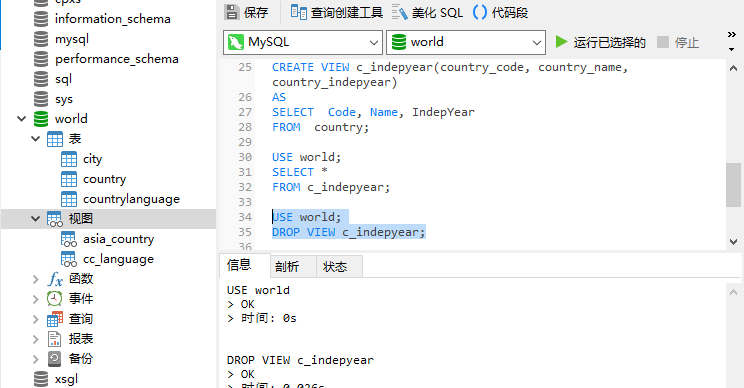 cpxs
information_schema
mysql
performance_schema
sql
sys
world
表
city
country
countrylanguage
视图
asia_country
cc_language
函数
事件
查询
报表
备份
xsgl
保存 查询创建工具 美化 SQL () 代码段
MySQL world 运行已选择的 停止
25 CREATE VIEW c_indepyear(country_code, country_name,
country_indepyear)
26 AS
27 SELECT Code, Name, IndepYear
28 FROM country;
29
30 USE world;
31 SELECT *
32 FROM c_indepyear;
33
34 USE world;
35 DROP VIEW c_indepyear;
36
信息 剖析 状态
USE world
> OK
> 时间: 0s
DROP VIEW c_indepyear
> OK
> 时间: 0.026s